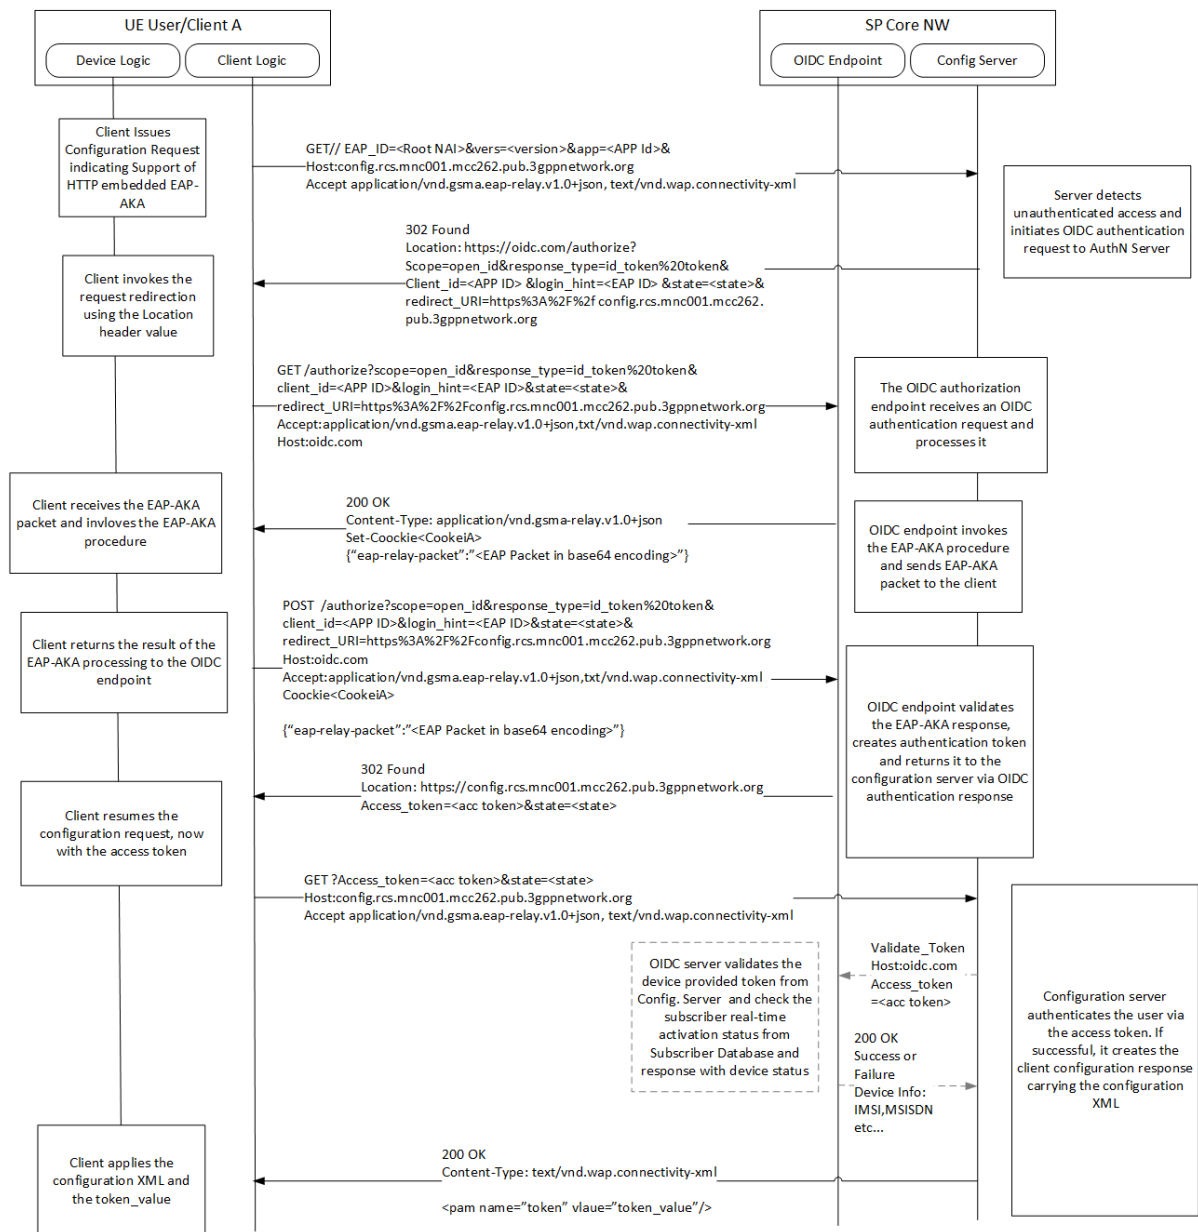 UE User/Client A
SP Core NW
Device Logic
Client Logic
OIDC Endpoint
Config Server
Client Issues
Configuration Request
indicating Support of
HTTP embedded EAP-
AKA
GET// EAP_ID=<Root NAI>&vers=<version>&app=<APP Id>&
Host:config.rcs.mnc001.mcc262.pub.3gppnetwork.org
Accept application/vnd.gsma.eap-relay.v1.0+json, text/vnd.wap.connectivity-xml
Server detects
unauthenticated access and
initiates OIDC authentication
request to AuthN Server
302 Found
Location: https://oidc.com/authorize?
Scope=open_id&response_type=id_token%20token&
Client_id=<APP ID> &login_hint=<EAP ID> &state=<state>&
redirect_URI=https%3A%2F%2f config.rcs.mnc001.mcc262.
pub.3gppnetwork.org
Client invokes the
request redirection
using the Location
header value
GET /authorize?scope=open_id&response_type=id_token%20token&
client_id=<APP ID>&login_hint=<EAP ID>&state=<state>&
redirect_URI=https%3A%2F%2Fconfig.rcs.mnc001.mcc262.pub.3gppnetwork.org
Accept:application/vnd.gsma.eap-relay.v1.0+json,txt/vnd.wap.connectivity-xml
Host:oidc.com
The OIDC authorization
endpoint receives an OIDC
authentication request and
processes it
Client receives the EAP-AKA
packet and invloves the EAP-AKA
procedure
200 OK
Content-Type: application/vnd.gsma-relay.v1.0+json
Set-Coockie<CookeiA>
{“eap-relay-packet”:”<EAP Packet in base64 encoding>”}
OIDC endpoint invokes
the EAP-AKA procedure
and sends EAP-AKA
packet to the client
POST /authorize?scope=open_id&response_type=id_token%20token&
client_id=<APP ID>&login_hint=<EAP ID>&state=<state>&
redirect_URI=https%3A%2F%2Fconfig.rcs.mnc001.mcc262.pub.3gppnetwork.org
Host:oidc.com
Accept:application/vnd.gsma.eap-relay.v1.0+json,txt/vnd.wap.connectivity-xml
Coockie<CookeiA>
{“eap-relay-packet”:”<EAP Packet in base64 encoding>”}
Client returns the result of the
EAP-AKA processing to the OIDC
endpoint
OIDC endpoint validates
the EAP-AKA response,
creates authentication token
and returns it to the
configuration server via OIDC
authentication response
302 Found
Location: https://config.rcs.mnc001.mcc262.pub.3gppnetwork.org
Access_token=<acc token>&state=<state>
Client resumes the
configuration request, now
with the access token
GET ?Access_token=<acc token>&state=<state>
Host:config.rcs.mnc001.mcc262.pub.3gppnetwork.org
Accept application/vnd.gsma.eap-relay.v1.0+json, text/vnd.wap.connectivity-xml
OIDC server validates the
device provided token from
Config. Server and check the
subscriber real-time
activation status from
Subscriber Database and
response with device status
Validate_Token
Host:oidc.com
Access_token
=<acc token>
200 OK
Success or
Failure
Device Info:
IMSI,MSISDN
etc...
Configuration server
authenticates the user via
the access token. If
successful, it creates the
client configuration response
carrying the configuration
XML
Client applies the
configuration XML and
the token_value
200 OK
Content-Type: text/vnd.wap.connectivity-xml
<pam name=”token” vlaue=”token_value”/>